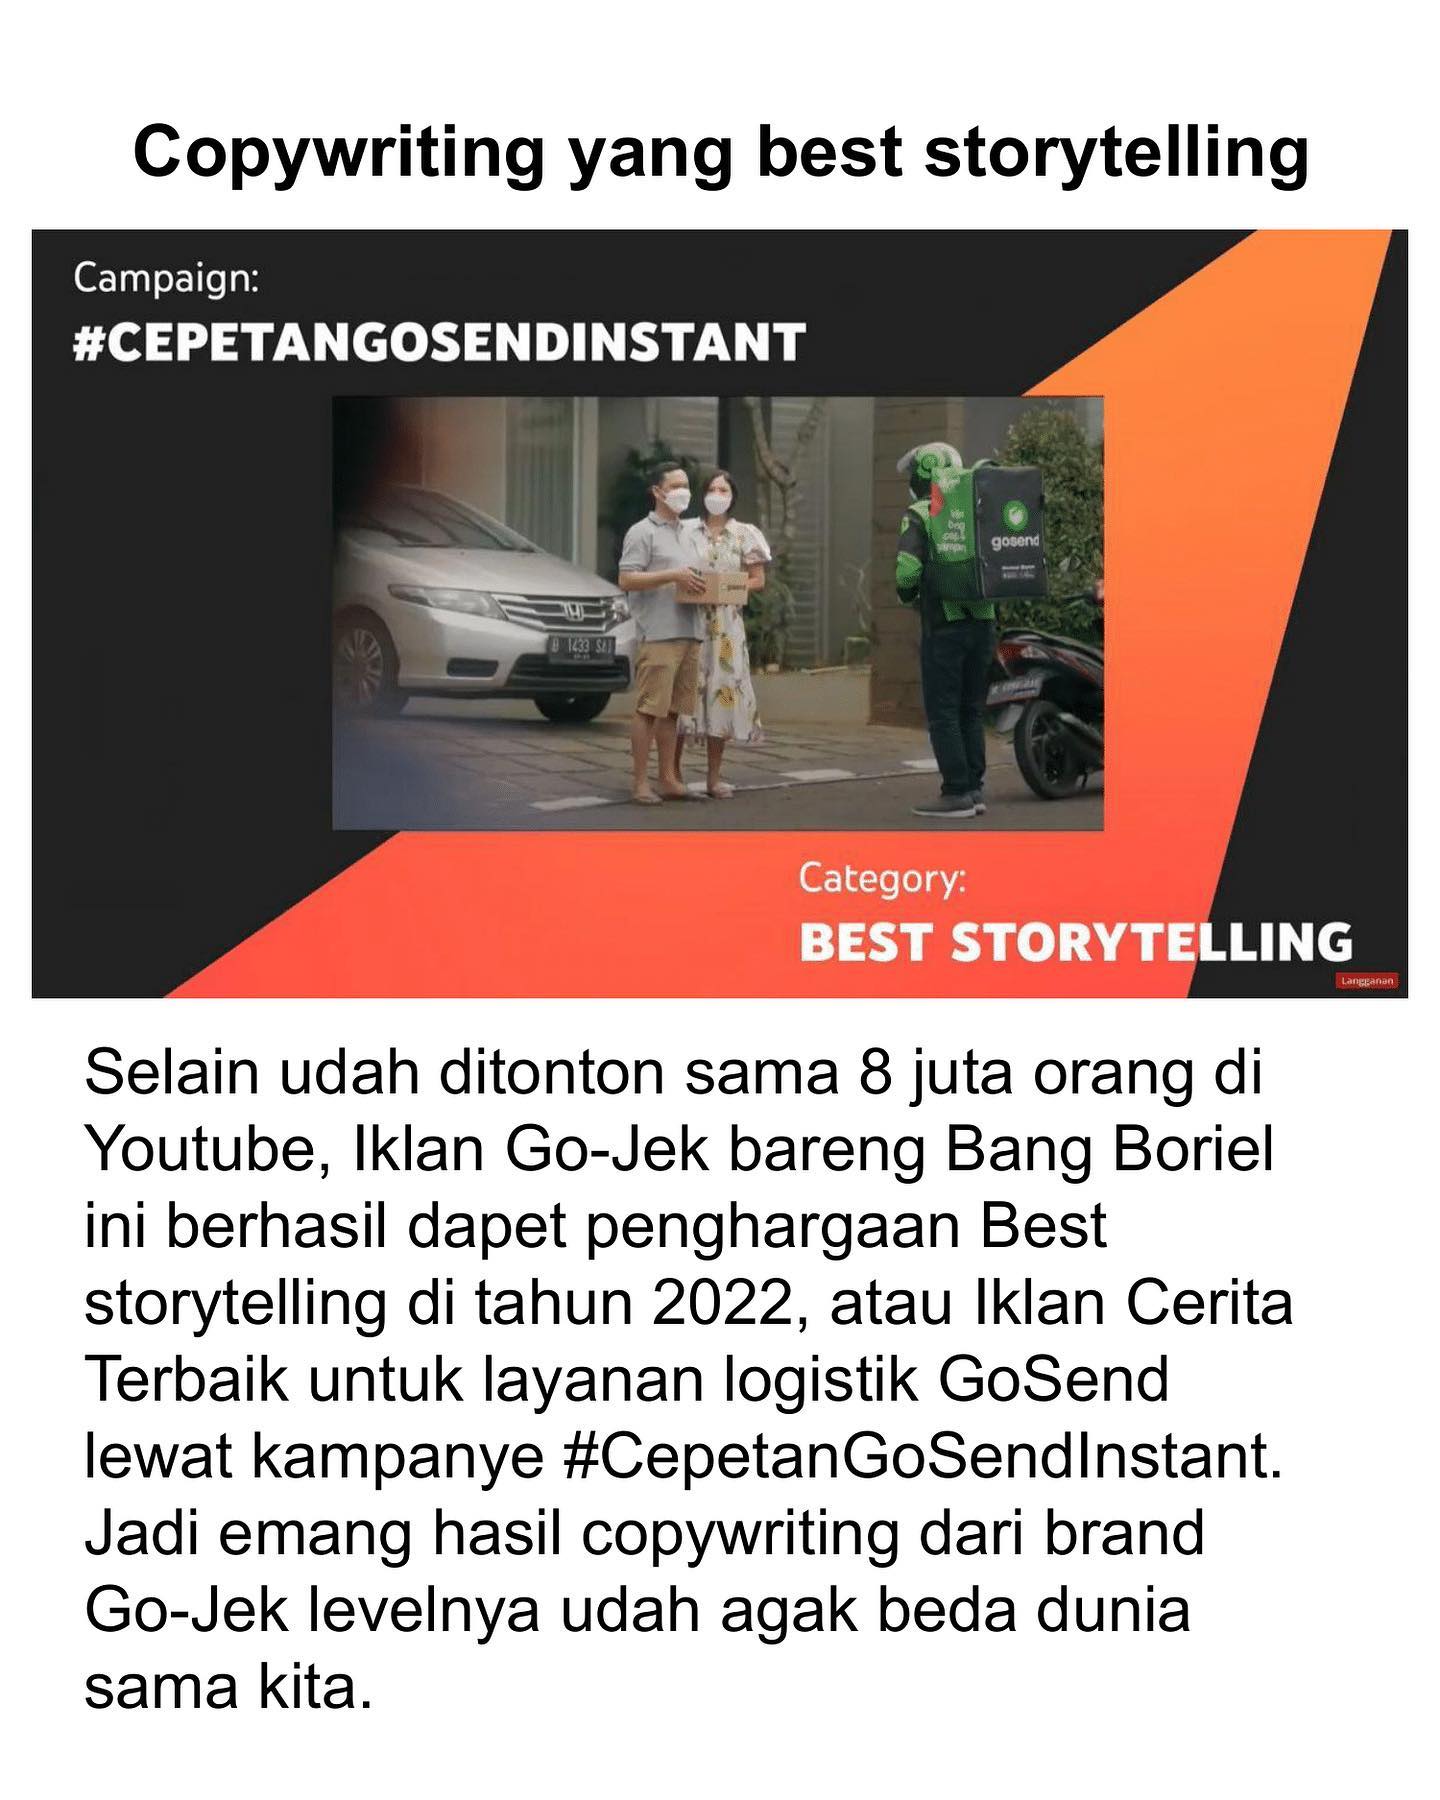 Copywriting yang best storytelling
Campaign:
#CEPETANGOSENDINSTANT
gosend
B 1433 SAI
Category:
BEST STORYTELLING
Langganan
Selain udah ditonton sama 8 juta orang di
Youtube, Iklan Go-Jek bareng Bang Boriel
ini berhasil dapet penghargaan Best
storytelling di tahun 2022, atau Iklan Cerita
Terbaik untuk layanan logistik GoSend
lewat kampanye #CepetanGoSendInstant.
Jadi emang hasil copywriting dari brand
Go-Jek levelnya udah agak beda dunia
sama kita.